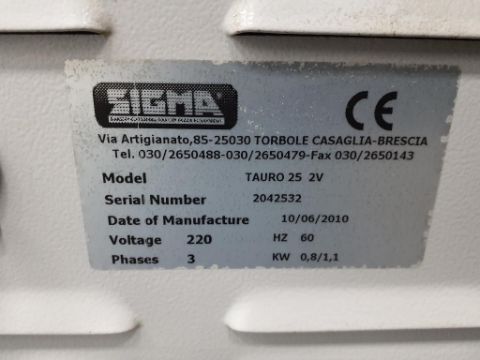 SIGMA
Via Artigianato,85-25030 TORBOLE CASAGLIA-BRESCIA
Tel. 030/2650488-030/2650479-Fax 030/2650143
Model TAURO 25 2V
Serial Number 2042532
Date of Manufacture 10/06/2010
Voltage 220 HZ 60
Phases 3 KW 0,8/1,1
CE